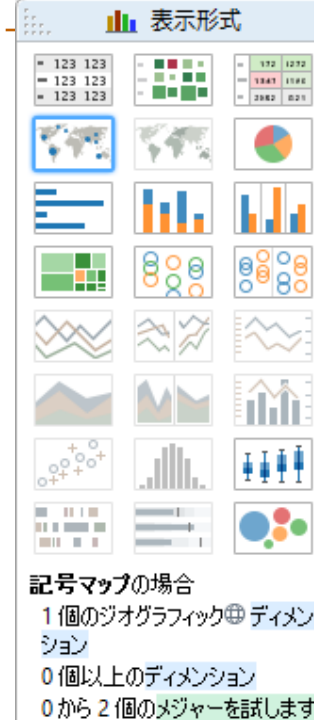 表示形式
123 123
123 123
123 123
172 1272
1047
2982 821
記号マップの場合
1 個のジオグラフィック ディメン
ション
0 個以上のディメンション
0 から 2 個のメジャーを試します